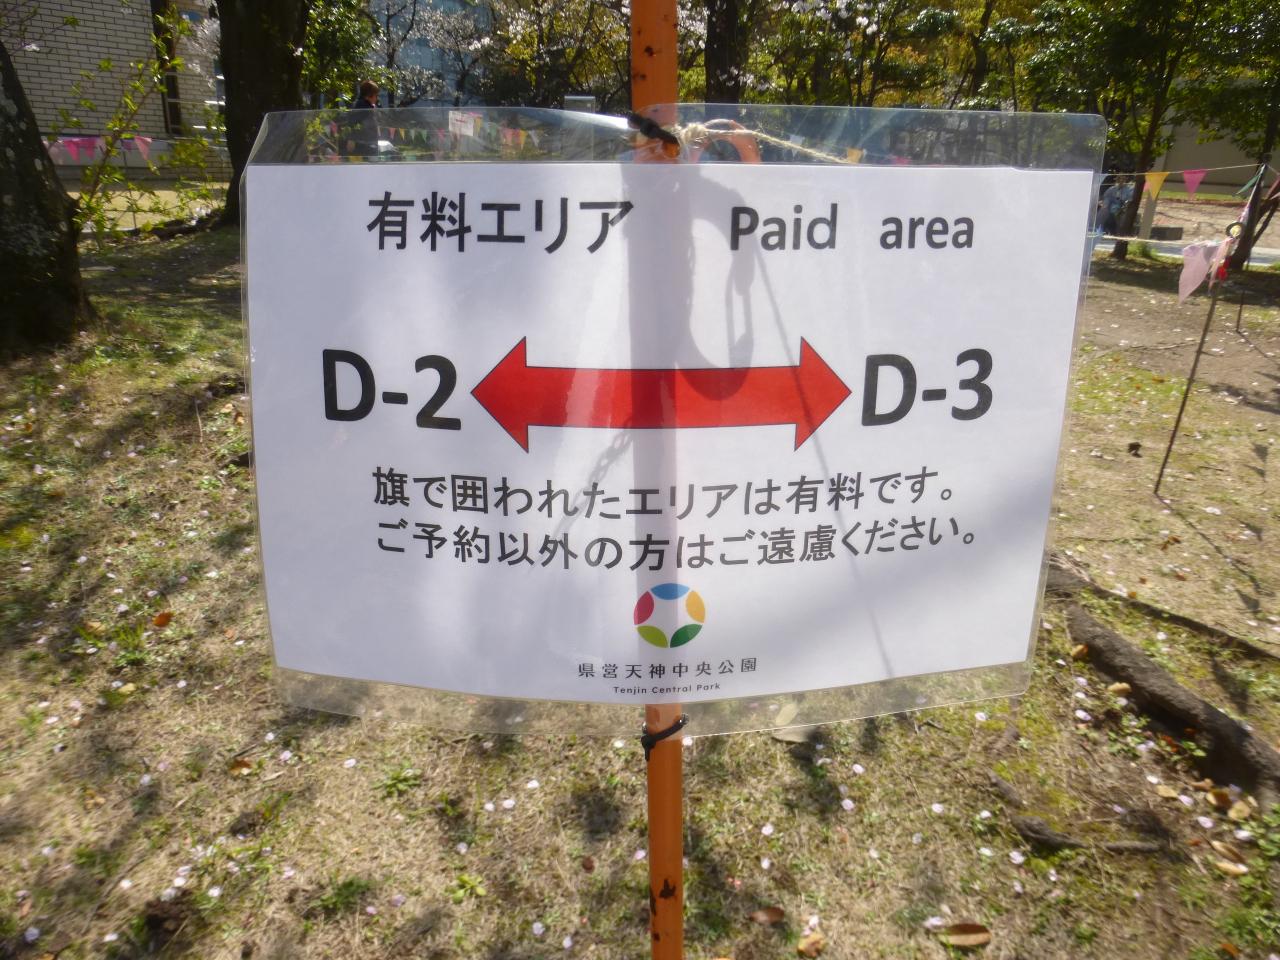 有料エリア Paid area
D-2 D-3
旗で囲われたエリアは有料です。
ご予約以外の方はご遠慮ください。
県営天神中央公園
Tenjin Central Park